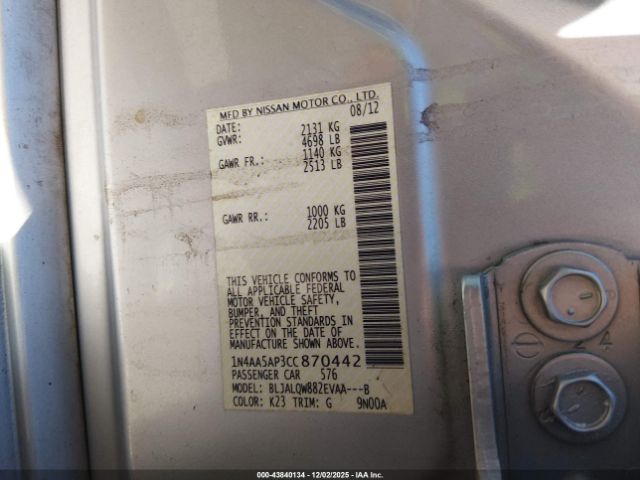 MFD BY NISSAN MOTOR CO., LTD.
DATE: 08/12
GVWR: 2131 KG
4698 LB
GAWR FR.: 1140 KG
2513 LB
GAWR RR.: 1000 KG
2205 LB
THIS VEHICLE CONFORMS TO
ALL APPLICABLE FEDERAL
MOTOR VEHICLE SAFETY,
BUMPER, AND THEFT
PREVENTION STANDARDS IN
EFFECT ON THE DATE OF
MANUFACTURE SHOWN ABOVE.
1N4AA5AP3CC870442
PASSENGER CAR 576
MODEL: BLJALQW882EVAA---B
COLOR: K23 TRIM: G 9N00A
4
000-43840134 - 12/02/2025 - IAA Inc.